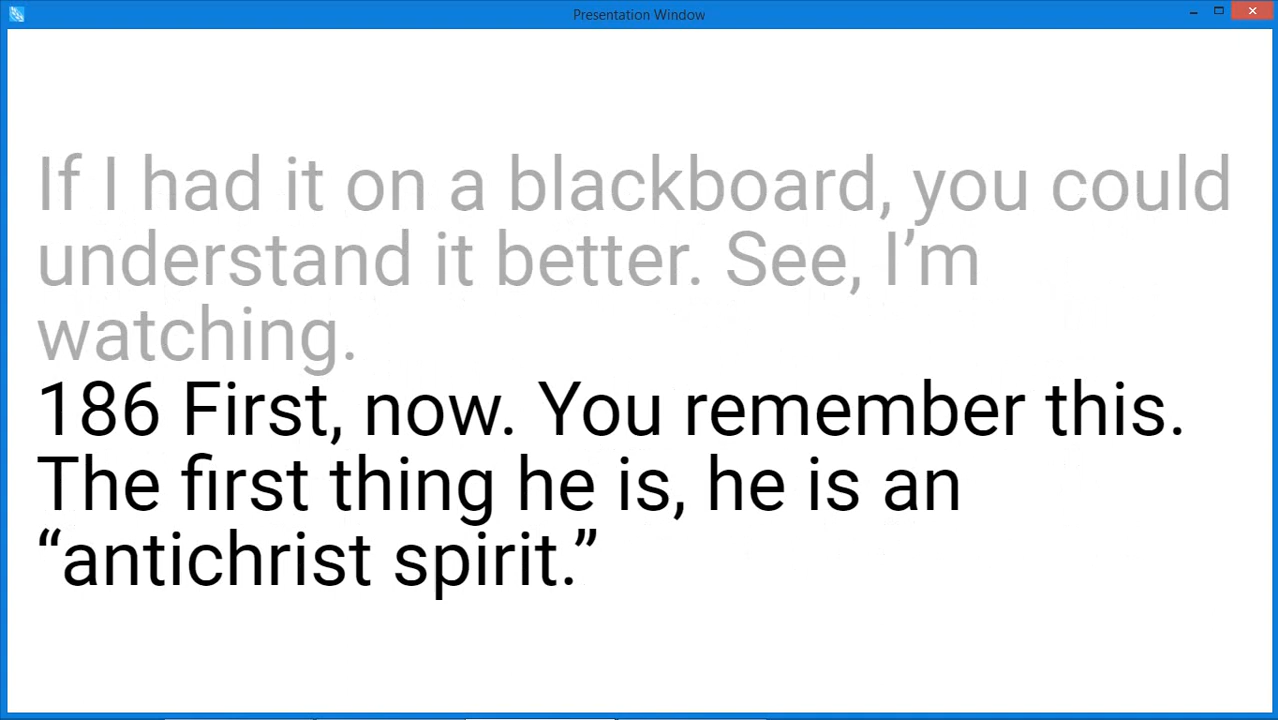 Presentation Window
If I had it on a blackboard, you could
understand it better. See, I’m
watching.
186 First, now. You remember this.
The first thing he is, he is an
“antichrist spirit.”